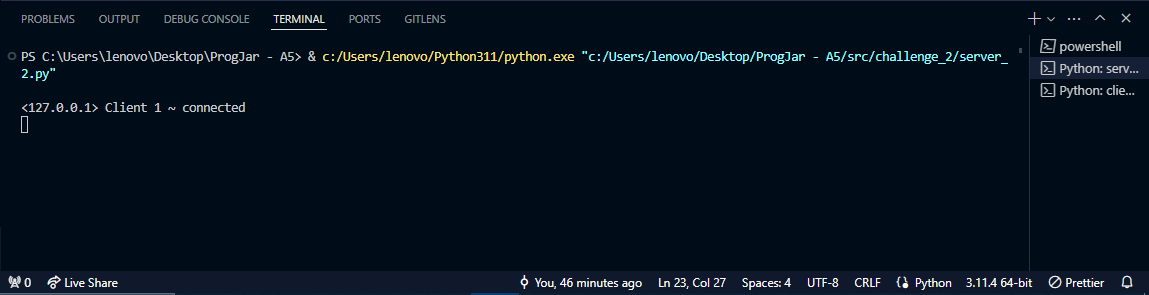 PROBLEMS OUTPUT DEBUG CONSOLE TERMINAL PORTS GITLENS
PS C:\Users\lenovo\Desktop\ProgJar - A5> & c:/Users/lenovo/Python311/python.exe "c:/Users/lenovo/Desktop/ProgJar - A5/src/challenge_2/server_
2.py"
<127.0.0.1> Client 1 ~ connected
powershell
Python: serv...
Python: clie...
0 Live Share You, 46 minutes ago Ln 23, Col 27 Spaces: 4 UTF-8 CRLF Python 3.11.4 64-bit Prettier